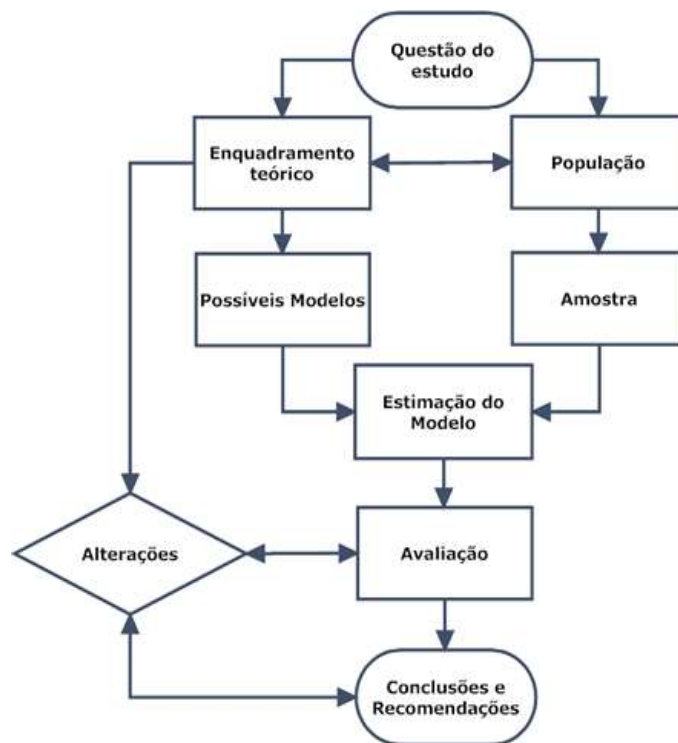 Questão do
estudo
Enquadramento
teórico
População
Possíveis Modelos
Amostra
Estimação do
Modelo
Alterações
Avaliação
Conclusões e
Recomendações